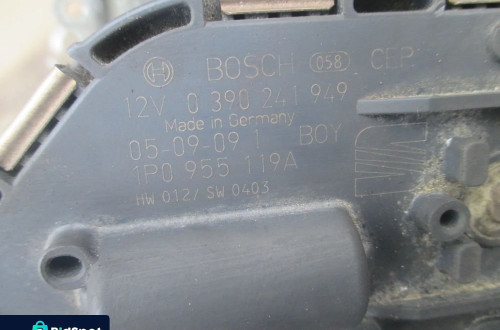 BOSCH 058 CEP
12V 0 390 241 949
Made in Germany
05-09-09 1 BOY
1P0 955 119A
HW 012/ SW 0403
BidSpot